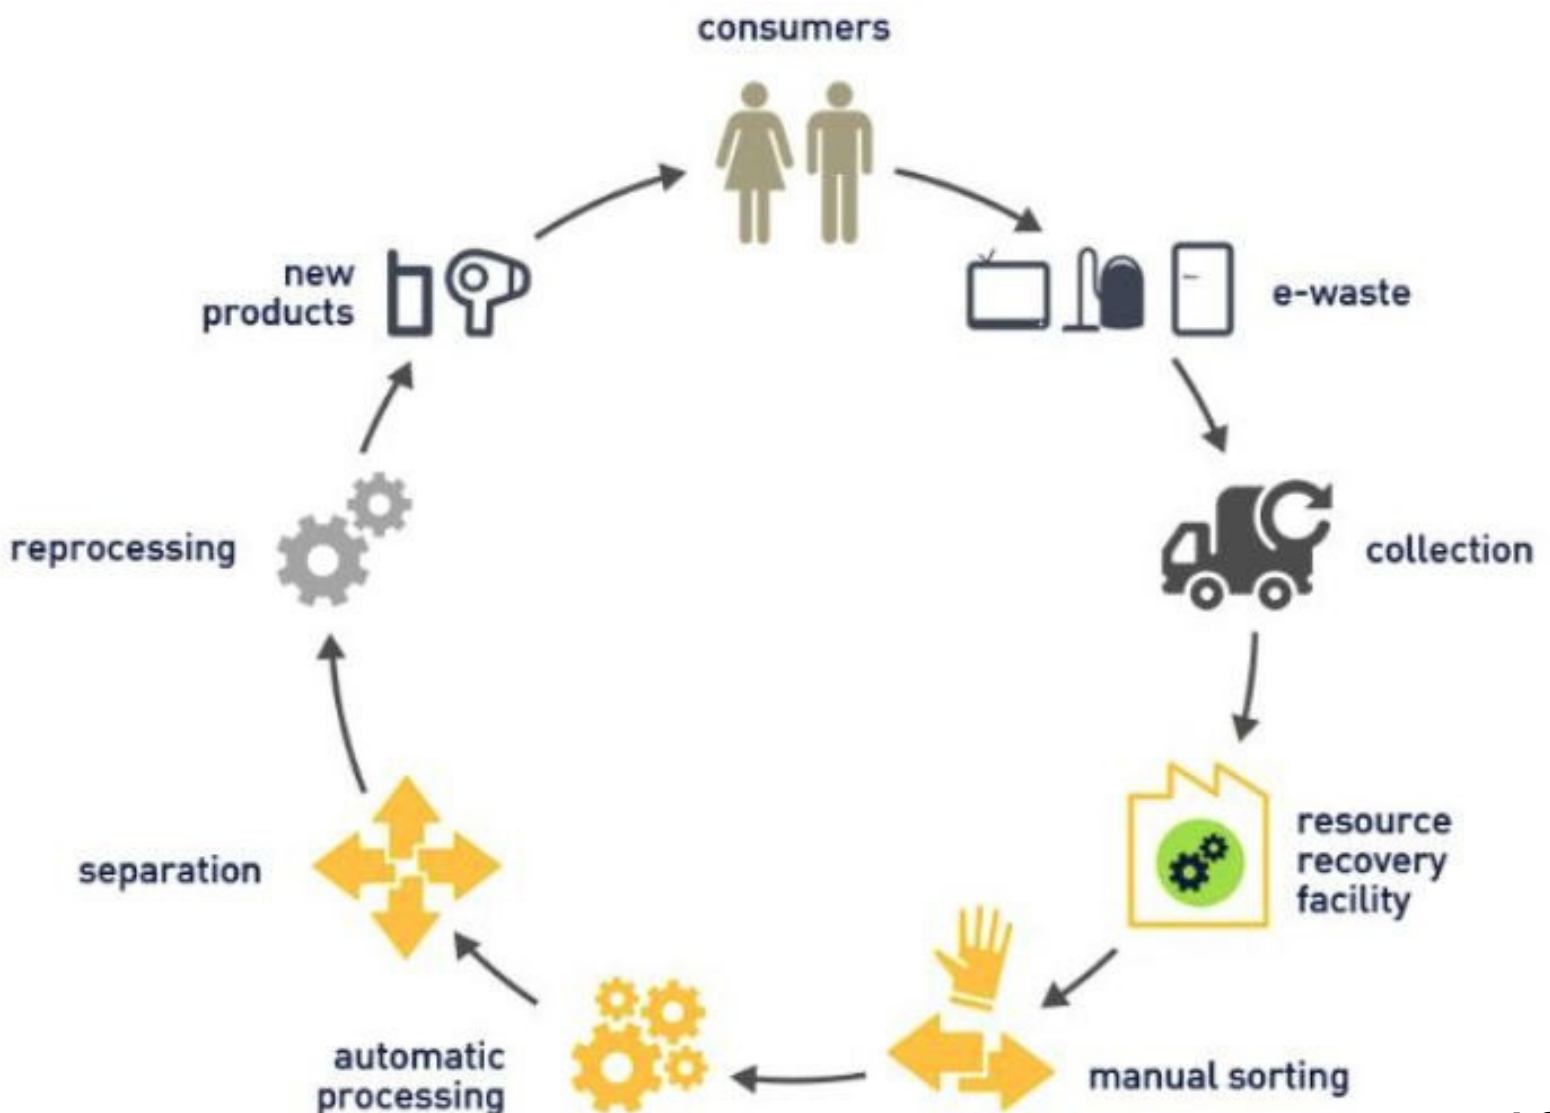 consumers
e-waste
collection
resource
recovery
facility
manual sorting
automatic
processing
separation
reprocessing
new
products